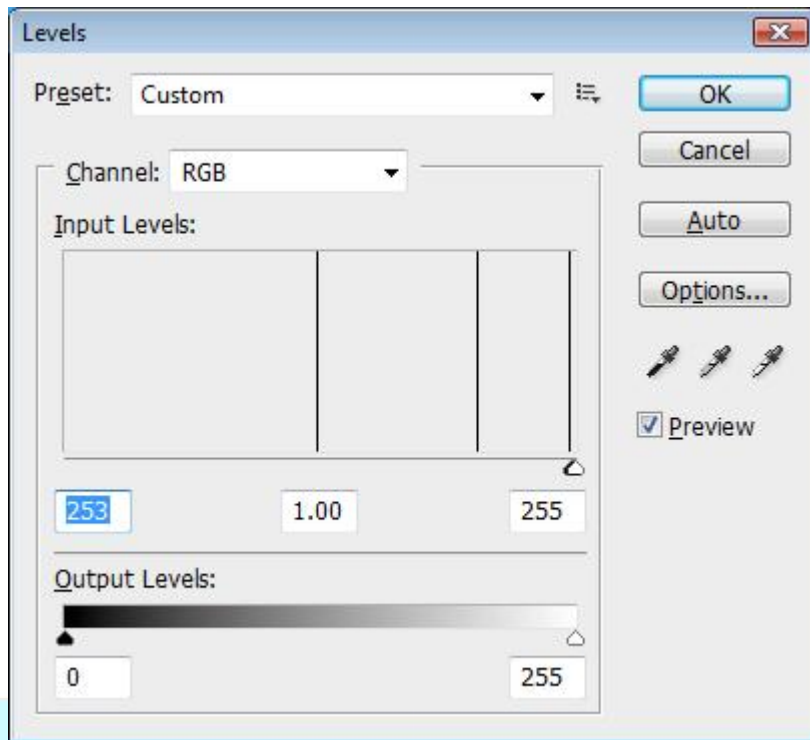 Levels
Preset: Custom
OK
Cancel
Channel: RGB
Auto
Input Levels:
Options...
Preview
253 1.00 255
Output Levels:
0 255